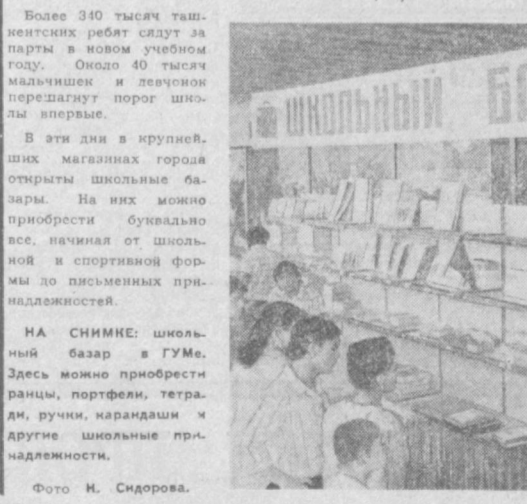 Более 340 тысяч таш-
кентских ребят сядут за
парты в новом учебном
году. Около 40 тысяч
мальчишек и девчонок
перешагнут порог шко-
лы впервые.
В эти дни в крупней-
ших магазинах города
открыты школьные ба-
зары. На них можно
приобрести буквально
все, начиная от школь-
ной и спортивной фор-
мы до письменных при-
надлежностей.
НА СНИМКЕ: школь-
ный базар в ГУМе.
Здесь можно приобрести
ранцы, портфели, тетра-
ди, ручки, карандаши и
другие школьные при-
надлежности.
Фото Н. Сидорова.
ШКОЛЬНЫЙ БА